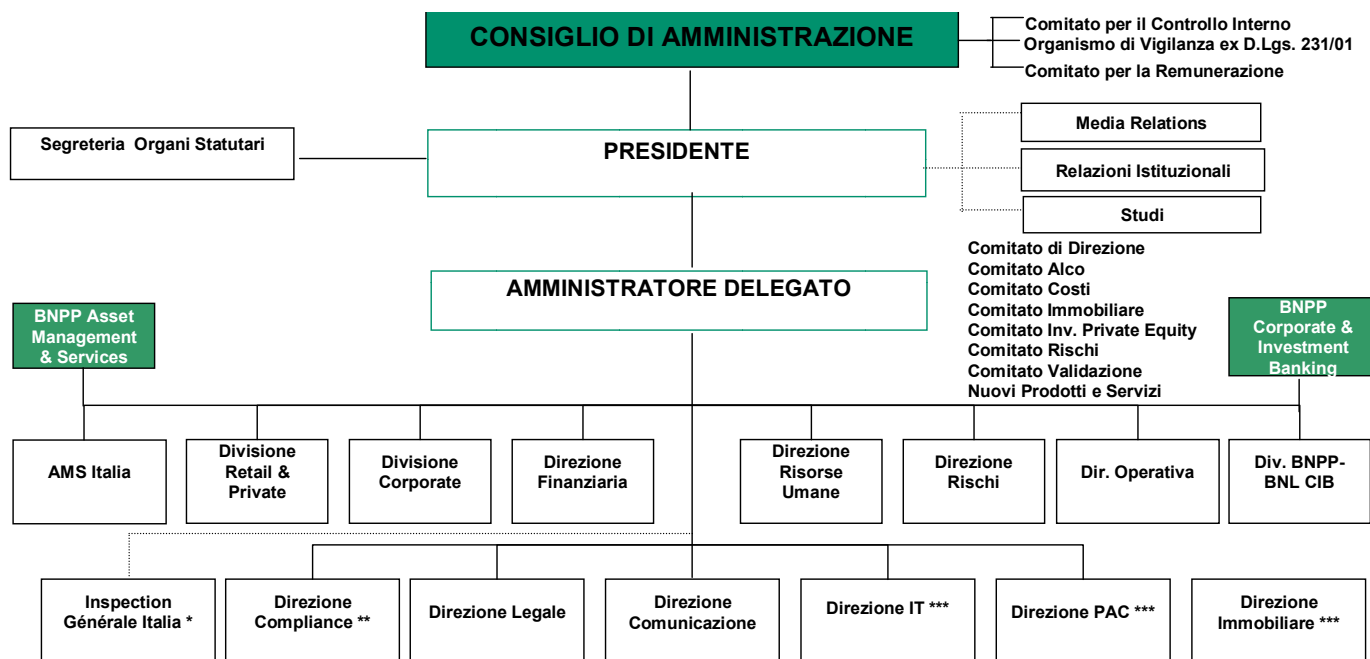 CONSIGLIO DI AMMINISTRAZIONE
Comitato per il Controllo Interno
Organismo di Vigilanza ex D.Lgs. 231/01
Comitato per la Remunerazione
Segreteria Organi Statutari
PRESIDENTE
Media Relations
Relazioni Istituzionali
Studi
AMMINISTRATORE DELEGATO
Comitato di Direzione
Comitato Alco
Comitato Costi
Comitato Immobiliare
Comitato Inv. Private Equity
Comitato Rischi
Comitato Validazione
Nuovi Prodotti e Servizi
BNPP Asset
Management
& Services
BNPP
Corporate &
Investment
Banking
AMS Italia
Divisione
Retail &
Private
Divisione
Corporate
Direzione
Finanziaria
Direzione
Risorse
Umane
Direzione
Rischi
Dir. Operativa
Div. BNPP-
BNL CIB
Inspection
Générale Italia *
Direzione
Compliance **
Direzione Legale
Direzione
Comunicazione
Direzione IT ***
Direzione PAC ***
Direzione
Immobiliare ***